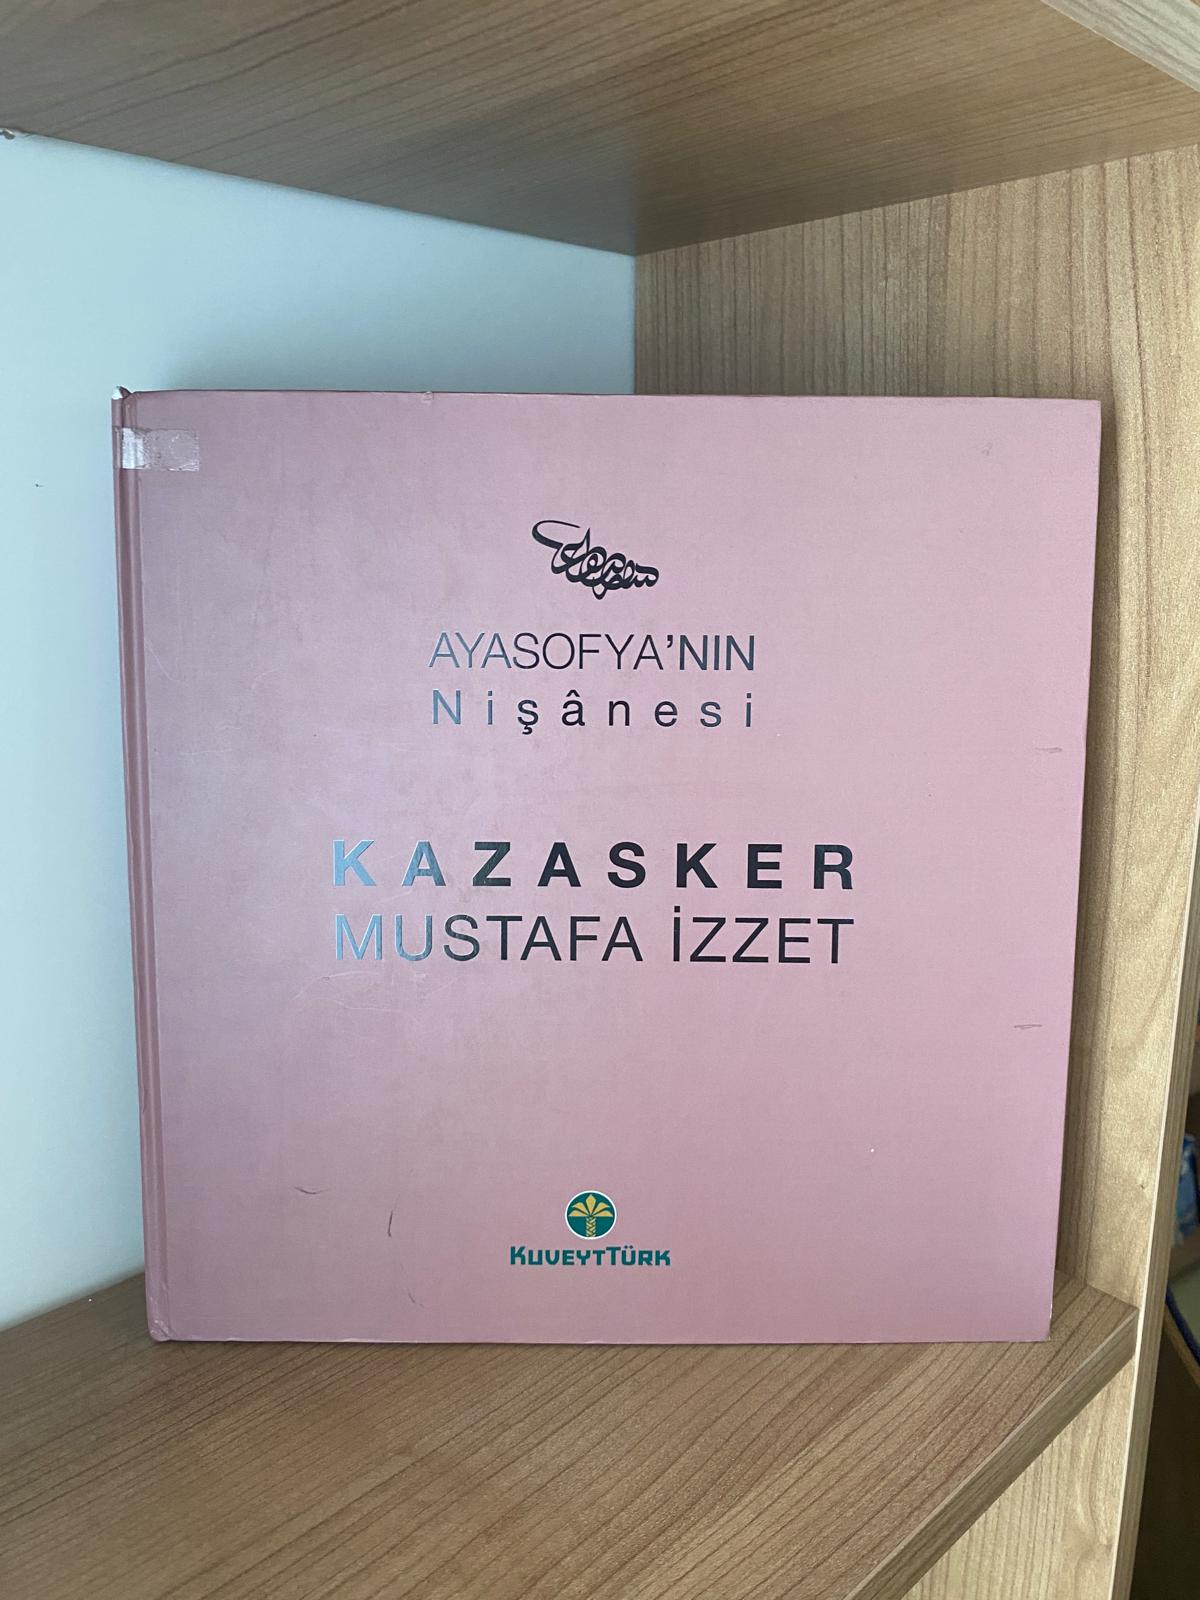 AYASOFYA'NIN
Nişânesi
KAZASKER
MUSTAFA İZZET
KUVEYTTÜRK